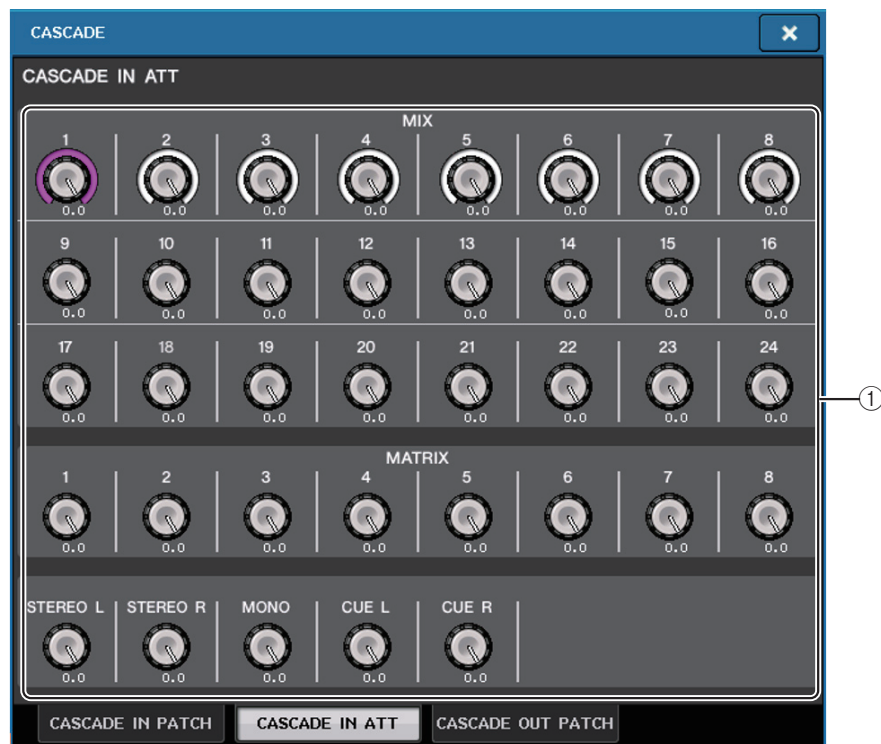 CASCADE
CASCADE IN ATT
MIX
1 2 3 4 5 6 7 8
0.0 0.0 0.0 0.0 0.0 0.0 0.0 0.0
9 10 11 12 13 14 15 16
0.0 0.0 0.0 0.0 0.0 0.0 0.0 0.0
17 18 19 20 21 22 23 24
0.0 0.0 0.0 0.0 0.0 0.0 0.0 0.0
①
MATRIX
1 2 3 4 5 6 7 8
0.0 0.0 0.0 0.0 0.0 0.0 0.0 0.0
STEREO L STEREO R MONO CUE L CUE R
0.0 0.0 0.0 0.0 0.0
CASCADE IN PATCH CASCADE IN ATT CASCADE OUT PATCH